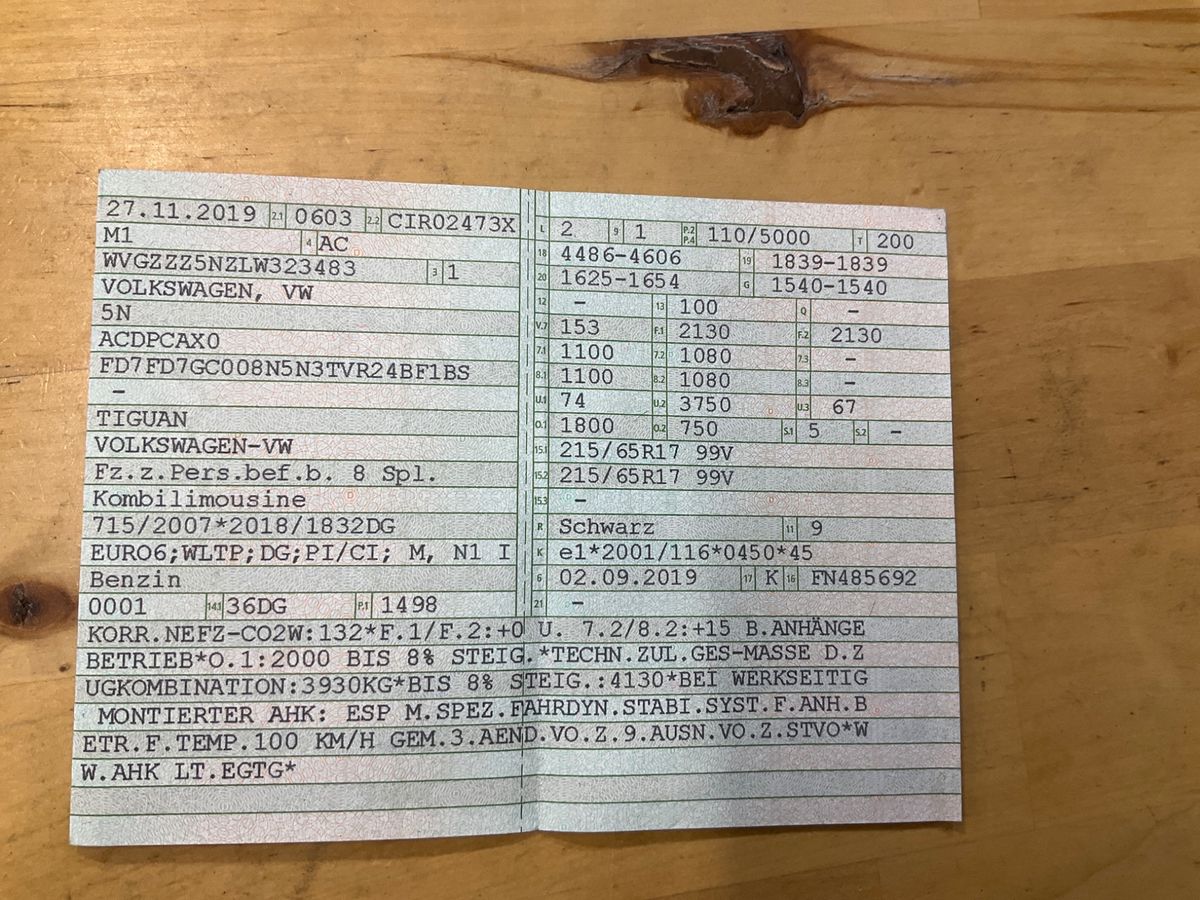 27.11.2019 2.1 0603 2.2 CIR02473X
M1 4 AC
WVGZZZ5NZLW323483 3 1
VOLKSWAGEN, VW
5N
ACDPCAX0
FD7FD7GC008N5N3TVR24BF1BS
–
TIGUAN
VOLKSWAGEN-VW
Fz.z.Pers.bef.b. 8 Spl.
Kombilimousine
715/2007*2018/1832DG
EURO6;WLTP;DG;PI/CI; M, N1 I
Benzin
0001 14.1 36DG P.1 1498
L 2 9 1 P.2 P.4 110/5000 T 200
18 4486-4606 19 1839-1839
20 1625-1654 G 1540-1540
12 – 13 100 Q –
V.7 153 F.1 2130 F.2 2130
7.1 1100 7.2 1080 7.3 –
8.1 1100 8.2 1080 8.3 –
U.1 74 U.2 3750 U.3 67
O.1 1800 O.2 750 S.1 5 S.2 –
15.1 215/65R17 99V
15.2 215/65R17 99V
15.3 –
R Schwarz 11 9
K e1*2001/116*0450*45
6 02.09.2019 17 K 16 FN485692
21 –
KORR.NEFZ-CO2W:132*F.1/F.2:+0 U. 7.2/8.2:+15 B.ANHÄNGE
BETRIEB*O.1:2000 BIS 8% STEIG.*TECHN.ZUL.GES-MASSE D.Z
UGKOMBINATION:3930KG*BIS 8% STEIG.:4130*BEI WERKSEITIG
MONTIERTER AHK: ESP M.SPEZ.FAHRDYN.STABI.SYST.F.ANH.B
ETR.F.TEMP.100 KM/H GEM.3.AEND.VO.Z.9.AUSN.VO.Z.STVO*W
W.AHK LT.EGTG*